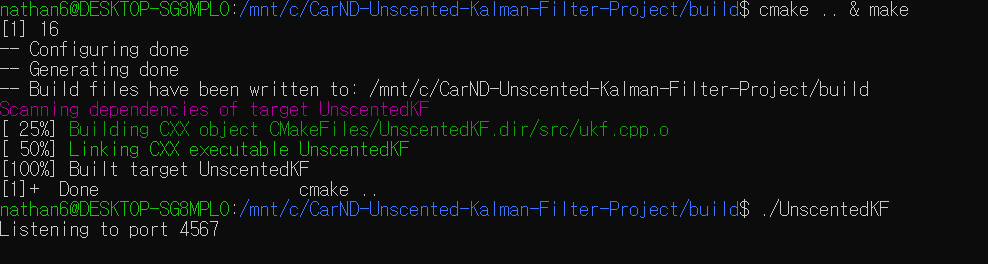 nathan6@DESKTOP-SG8MPLO:/mnt/c/CarND-Unscented-Kalman-Filter-Project/build$ cmake .. & make
[1] 16
-- Configuring done
-- Generating done
-- Build files have been written to: /mnt/c/CarND-Unscented-Kalman-Filter-Project/build
Scanning dependencies of target UnscentedKF
[ 25%] Building CXX object CMakeFiles/UnscentedKF.dir/src/ukf.cpp.o
[ 50%] Linking CXX executable UnscentedKF
[100%] Built target UnscentedKF
[1]+  Done                    cmake ..
nathan6@DESKTOP-SG8MPLO:/mnt/c/CarND-Unscented-Kalman-Filter-Project/build$ ./UnscentedKF
Listening to port 4567